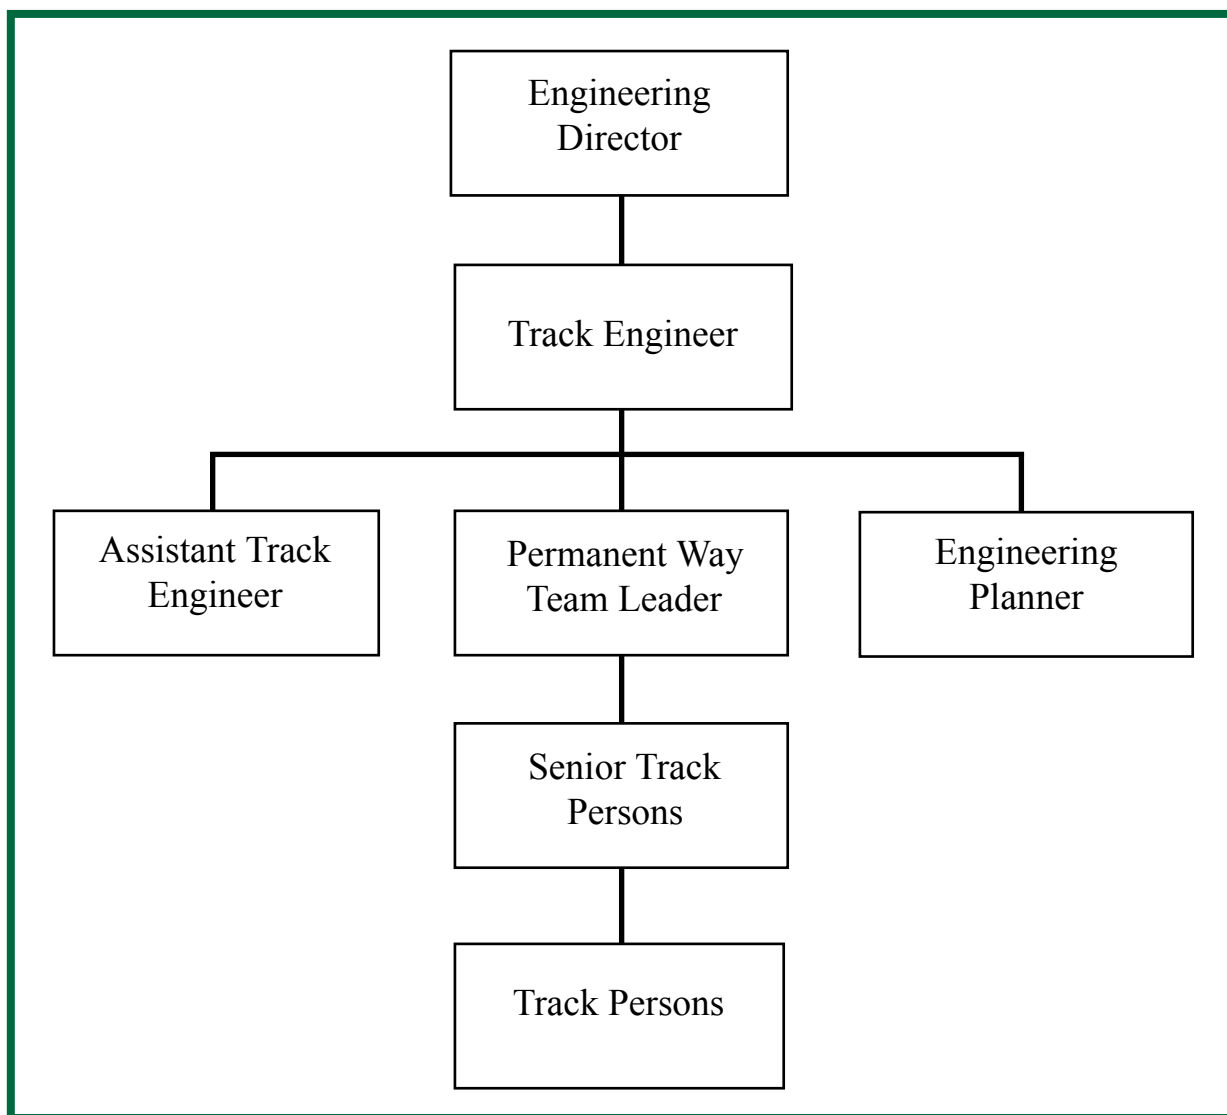 Engineering
Director
Track Engineer
Assistant Track
Engineer
Permanent Way
Team Leader
Engineering
Planner
Senior Track
Persons
Track Persons